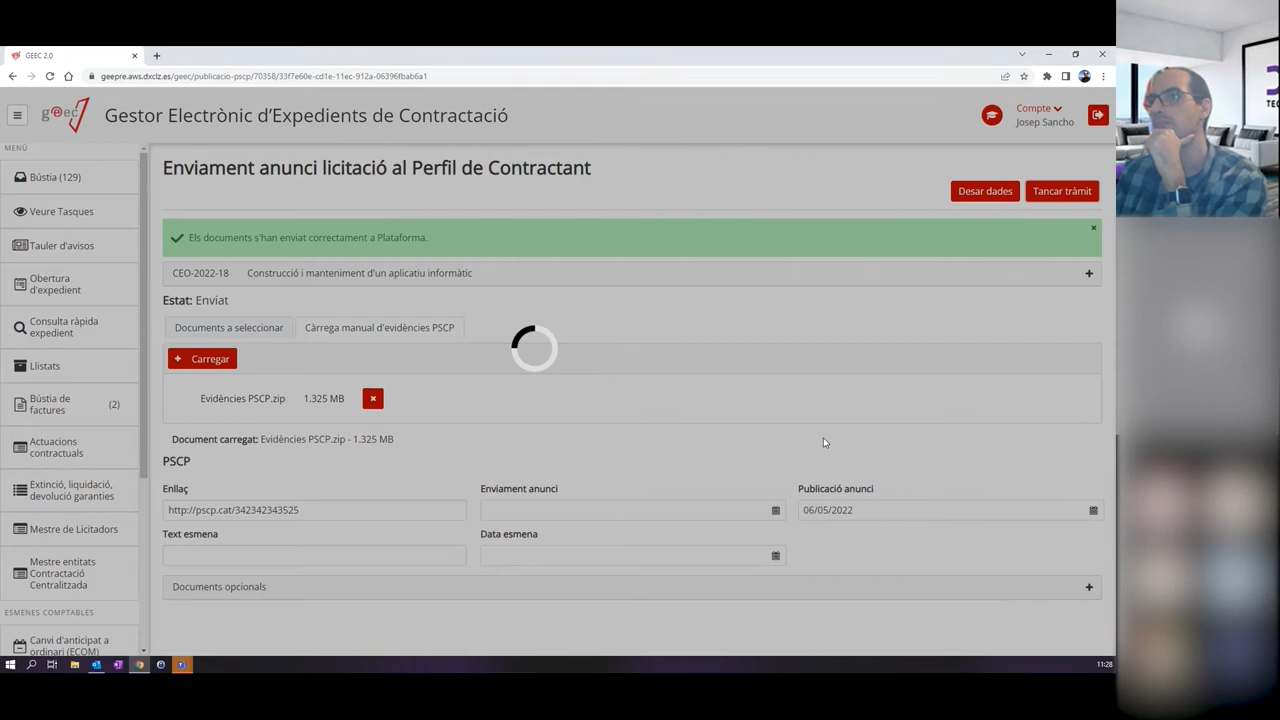 GEEC 2.0
geepre.aws.dxclz.es/geec/publicacio-pscp/70358/33f7e60e-cd1e-11ec-912a-06396fbab6a1
geec
Gestor Electrònic d'Expedients de Contractació
Compte
Josep Sancho
MENÚ
Bústia (129)
Veure Tasques
Tauler d'avisos
Obertura
d'expedient
Consulta ràpida
expedient
Llistats
Bústia de
factures
(2)
Actuacions
contractuals
Extinció, liquidació,
devolució garanties
Mestre de Licitadors
Mestre entitats
Contractació
Centralitzada
ESMENES COMPTABLES
Canvi d'anticipat a
ordinari (ECOM)
Enviament anunci licitació al Perfil de Contractant
Desar dades
Tancar tràmit
Els documents s'han enviat correctament a Plataforma.
CEO-2022-18 Construcció i manteniment d'un aplicatiu informàtic
Estat: Enviat
Documents a seleccionar
Càrrega manual d'evidències PSCP
Carregar
Evidències PSCP.zip 1.325 MB
Document carregat: Evidències PSCP.zip - 1.325 MB
PSCP
Enllaç
Enviament anunci
Publicació anunci
http://pscp.cat/342342343525
06/05/2022
Text esmena
Data esmena
Documents opcionals
11:28